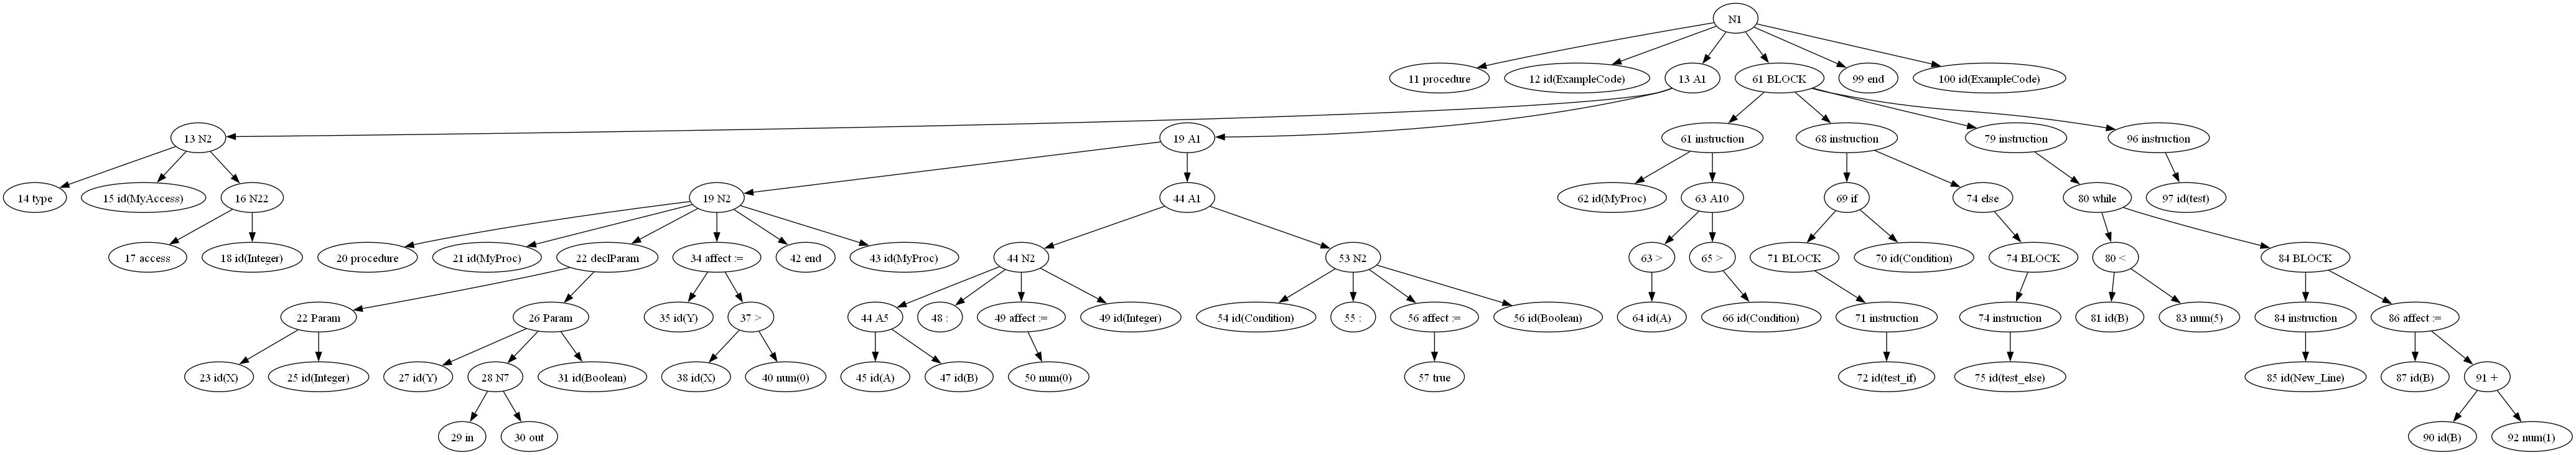 N1
11 procedure
12 id(ExampleCode)
13 A1
61 BLOCK
99 end
100 id(ExampleCode)
13 N2
19 A1
61 instruction
68 instruction
79 instruction
96 instruction
14 type
15 id(MyAccess)
16 N22
19 N2
44 A1
62 id(MyProc)
63 A10
69 if
74 else
80 while
97 id(test)
17 access
18 id(Integer)
20 procedure
21 id(MyProc)
22 declParam
34 affect :=
42 end
43 id(MyProc)
44 N2
53 N2
63 >
65 >
71 BLOCK
70 id(Condition)
74 BLOCK
80 <
84 BLOCK
22 Param
26 Param
35 id(Y)
37 >
44 A5
48 :
49 affect :=
49 id(Integer)
54 id(Condition)
55 :
56 affect :=
56 id(Boolean)
64 id(A)
66 id(Condition)
71 instruction
74 instruction
81 id(B)
83 num(5)
84 instruction
86 affect :=
23 id(X)
25 id(Integer)
27 id(Y)
28 N7
31 id(Boolean)
38 id(X)
40 num(0)
45 id(A)
47 id(B)
50 num(0)
57 true
72 id(test_if)
75 id(test_else)
85 id(New_Line)
87 id(B)
91 +
29 in
30 out
90 id(B)
92 num(1)